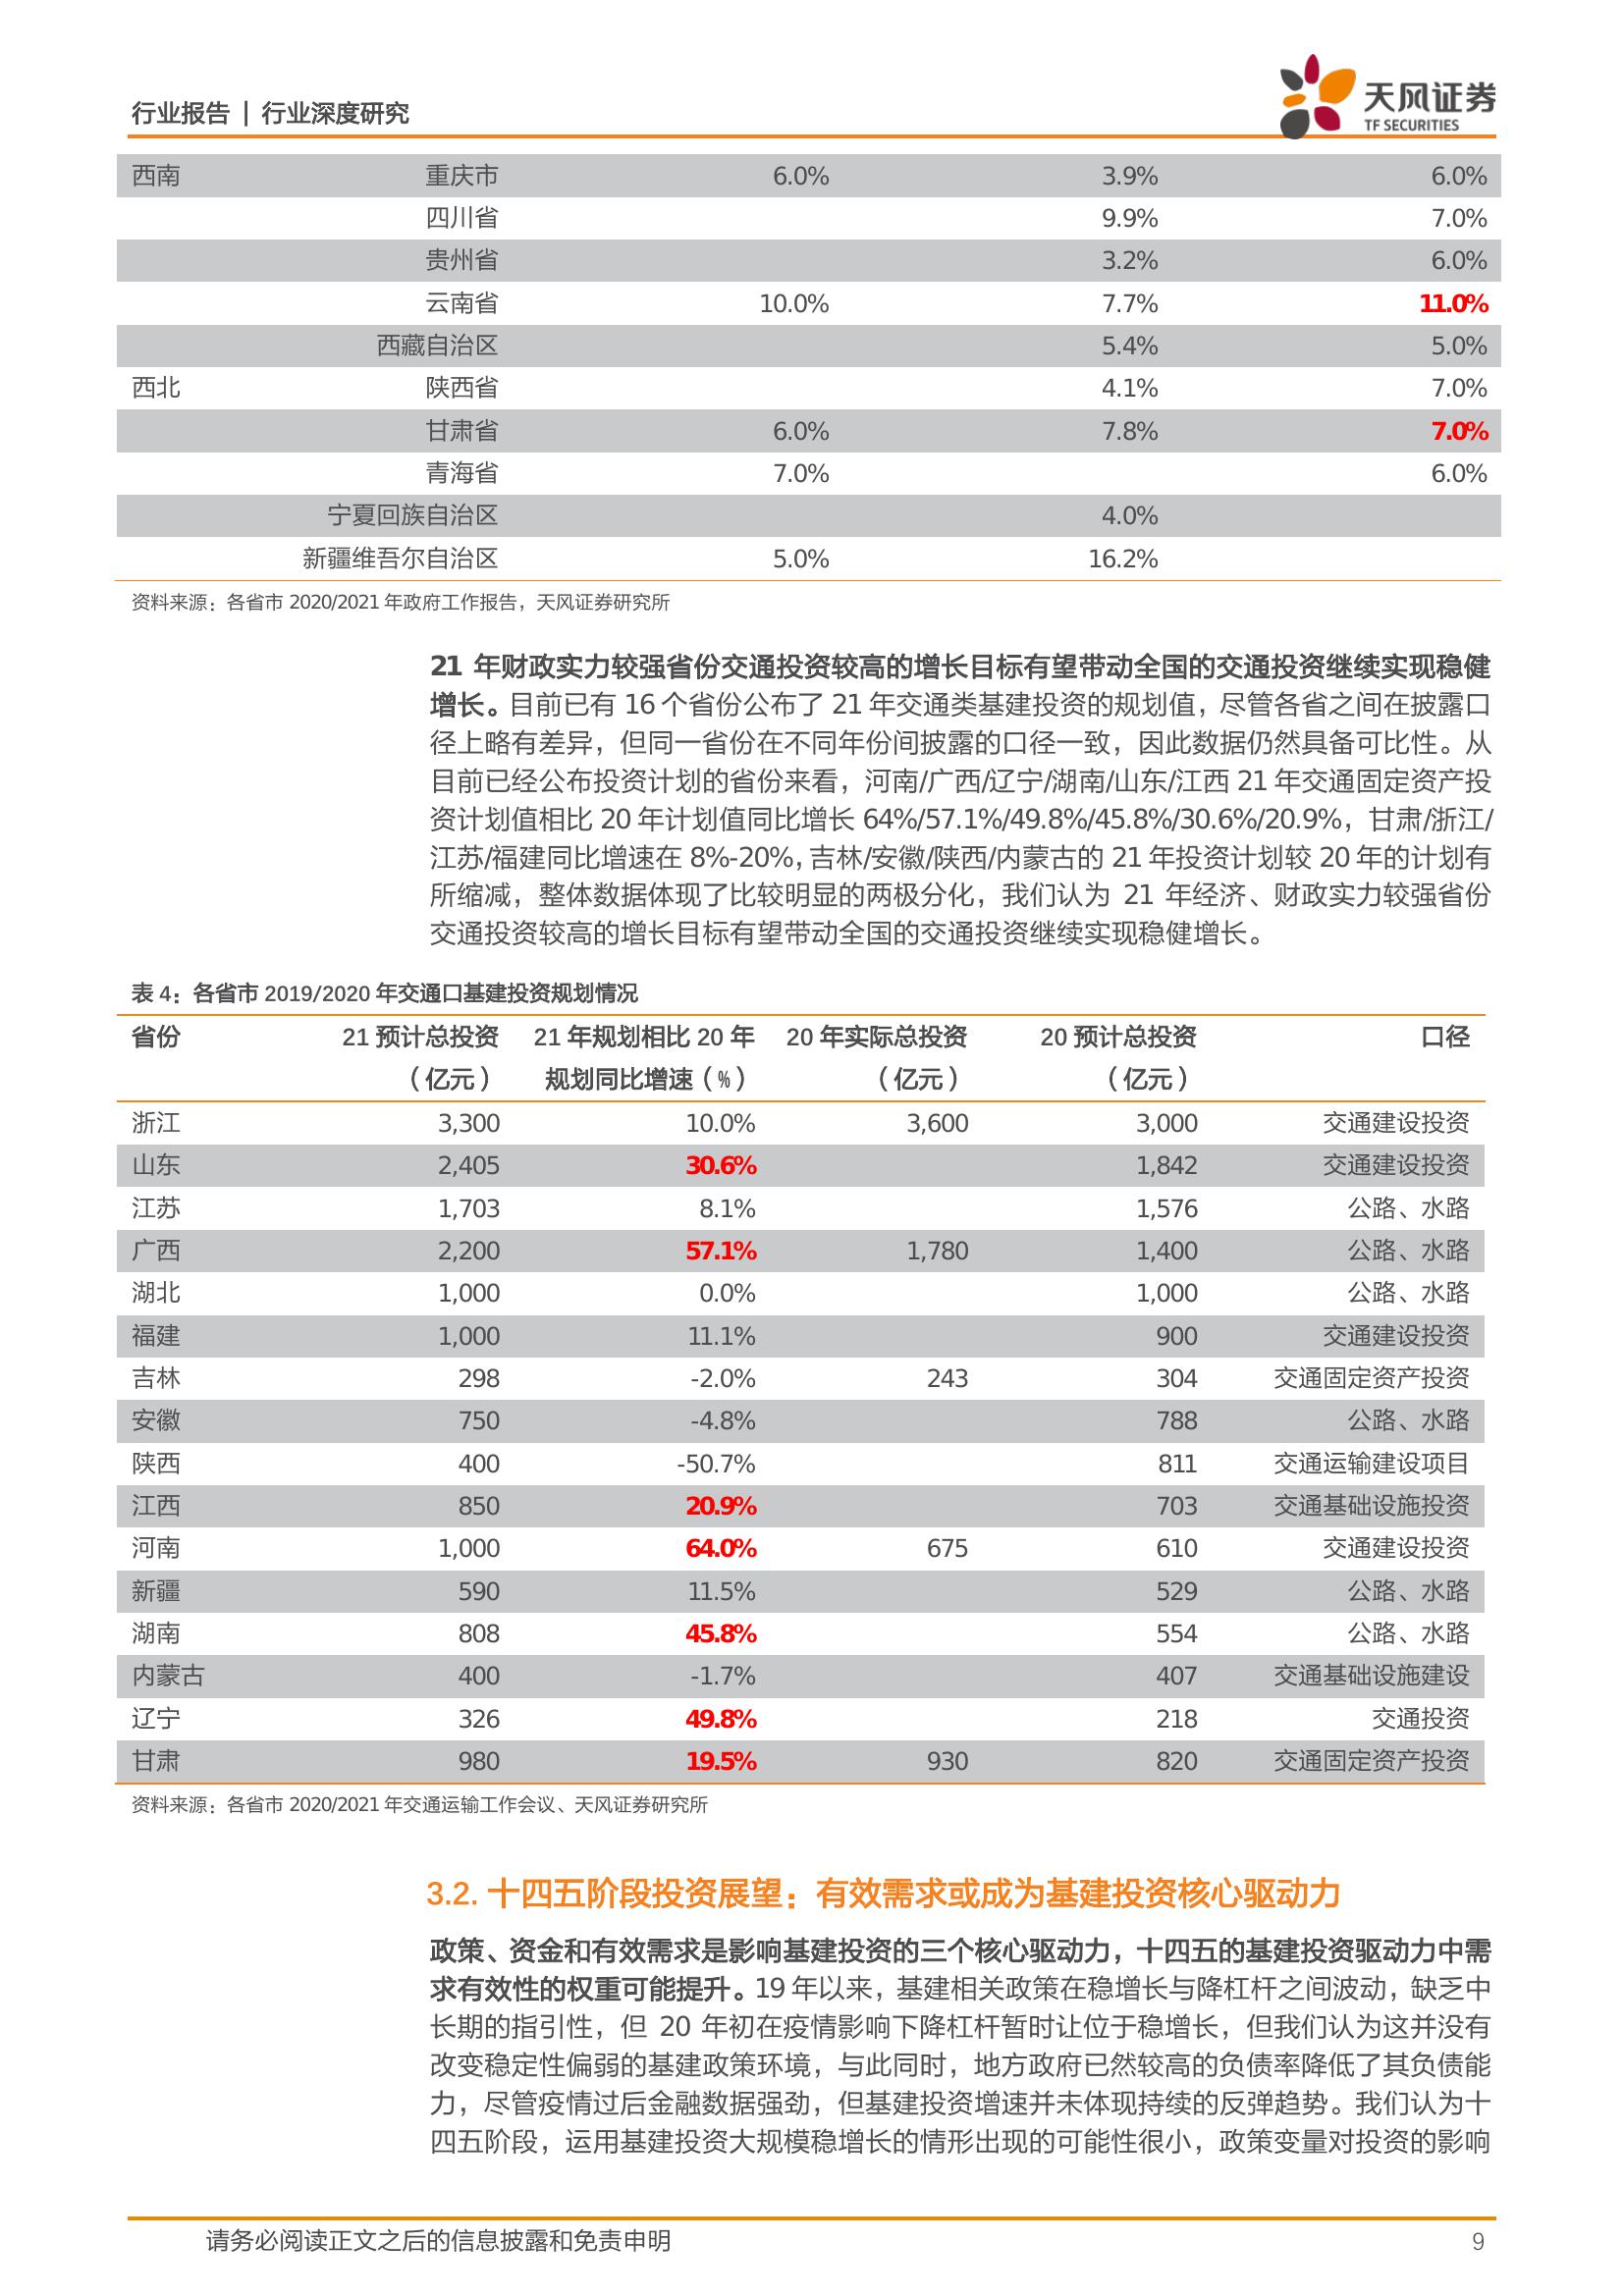 行业报告 | 行业深度研究
天风证券
TF SECURITIES
西南 重庆市 6.0% 3.9% 6.0%
四川省 9.9% 7.0%
贵州省 3.2% 6.0%
云南省 10.0% 7.7% 11.0%
西藏自治区 5.4% 5.0%
西北 陕西省 4.1% 7.0%
甘肃省 6.0% 7.8% 7.0%
青海省 7.0% 6.0%
宁夏回族自治区 4.0%
新疆维吾尔自治区 5.0% 16.2%
资料来源：各省市 2020/2021 年政府工作报告，天风证券研究所
21 年财政实力较强省份交通投资较高的增长目标有望带动全国的交通投资继续实现稳健
增长。目前已有 16 个省份公布了 21 年交通类基建投资的规划值，尽管各省之间在披露口
径上略有差异，但同一省份在不同年份间披露的口径一致，因此数据仍然具备可比性。从
目前已经公布投资计划的省份来看，河南/广西/辽宁/湖南/山东/江西 21 年交通固定资产投
资计划值相比 20 年计划值同比增长 64%/57.1%/49.8%/45.8%/30.6%/20.9%，甘肃/浙江/
江苏/福建同比增速在 8%-20%，吉林/安徽/陕西/内蒙古的 21 年投资计划较 20 年的计划有
所缩减，整体数据体现了比较明显的两极分化，我们认为 21 年经济、财政实力较强省份
交通投资较高的增长目标有望带动全国的交通投资继续实现稳健增长。
表 4：各省市 2019/2020 年交通口基建投资规划情况
省份 21 预计总投资 21 年规划相比 20 年 20 年实际总投资 20 预计总投资 口径
（亿元） 规划同比增速（%） （亿元） （亿元）
浙江 3,300 10.0% 3,600 3,000 交通建设投资
山东 2,405 30.6% 1,842 交通建设投资
江苏 1,703 8.1% 1,576 公路、水路
广西 2,200 57.1% 1,780 1,400 公路、水路
湖北 1,000 0.0% 1,000 公路、水路
福建 1,000 11.1% 900 交通建设投资
吉林 298 -2.0% 243 304 交通固定资产投资
安徽 750 -4.8% 788 公路、水路
陕西 400 -50.7% 811 交通运输建设项目
江西 850 20.9% 703 交通基础设施投资
河南 1,000 64.0% 675 610 交通建设投资
新疆 590 11.5% 529 公路、水路
湖南 808 45.8% 554 公路、水路
内蒙古 400 -1.7% 407 交通基础设施建设
辽宁 326 49.8% 218 交通投资
甘肃 980 19.5% 930 820 交通固定资产投资
资料来源：各省市 2020/2021 年交通运输工作会议、天风证券研究所
3.2. 十四五阶段投资展望：有效需求或成为基建投资核心驱动力
政策、资金和有效需求是影响基建投资的三个核心驱动力，十四五的基建投资驱动力中需
求有效性的权重可能提升。19 年以来，基建相关政策在稳增长与降杠杆之间波动，缺乏中
长期的指引性，但 20 年初在疫情影响下降杠杆暂时让位于稳增长，但我们认为这并没有
改变稳定性偏弱的基建政策环境，与此同时，地方政府已然较高的负债率降低了其负债能
力，尽管疫情过后金融数据强劲，但基建投资增速并未体现持续的反弹趋势。我们认为十
四五阶段，运用基建投资大规模稳增长的情形出现的可能性很小，政策变量对投资的影响
请务必阅读正文之后的信息披露和免责申明 9